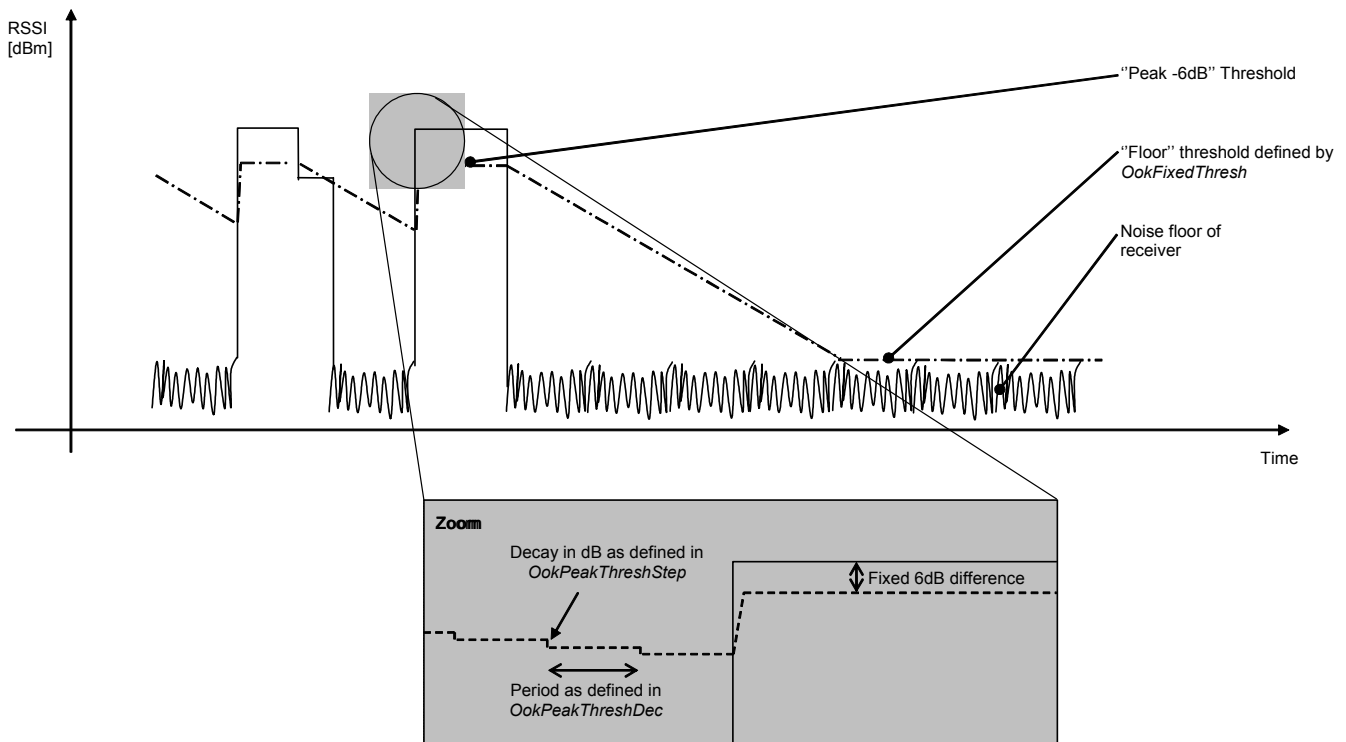 RSSI
[dBm]
‘‘Peak -6dB’’ Threshold
‘‘Floor’’ threshold defined by
OokFixedThresh
Noise floor of
receiver
Time
Zoom
Decay in dB as defined in
OokPeakThreshStep
Fixed 6dB difference
Period as defined in
OokPeakThreshDec